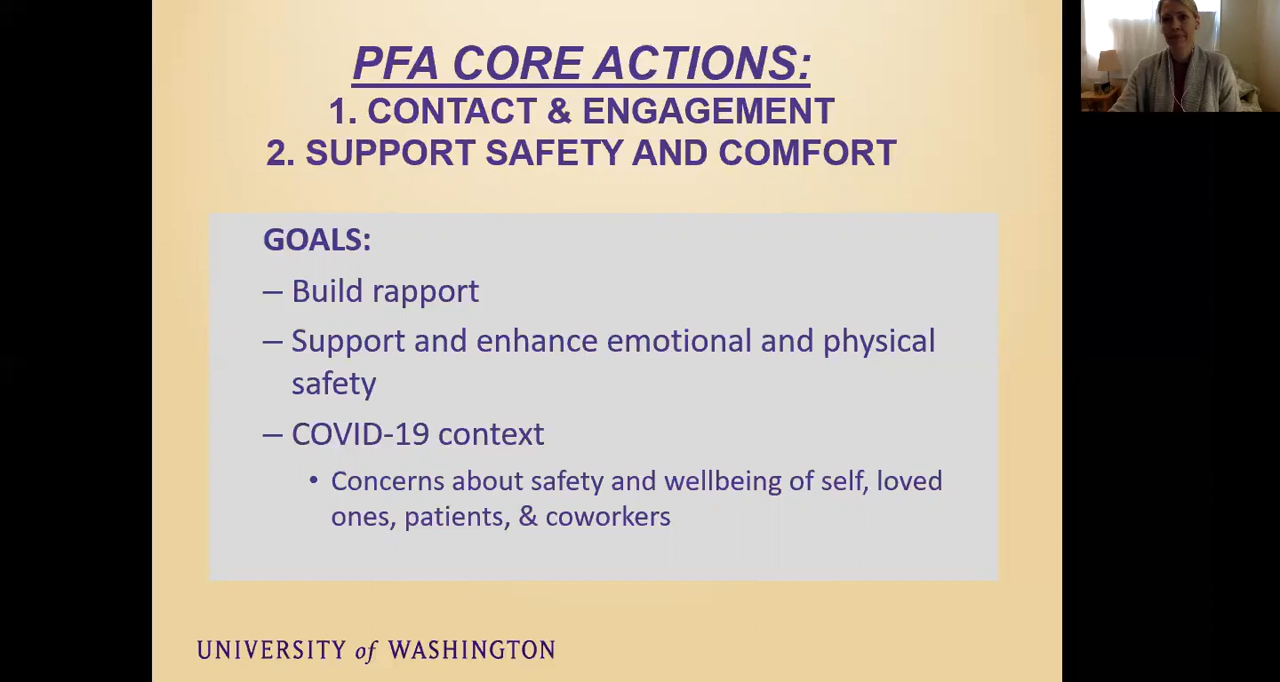 PFA CORE ACTIONS:
1. CONTACT & ENGAGEMENT
2. SUPPORT SAFETY AND COMFORT
GOALS:
– Build rapport
– Support and enhance emotional and physical
safety
– COVID-19 context
• Concerns about safety and wellbeing of self, loved
ones, patients, & coworkers
UNIVERSITY of WASHINGTON